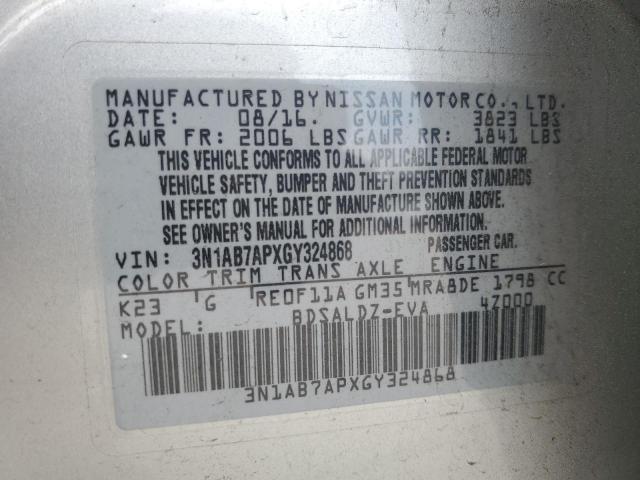 MANUFACTURED BY NISSAN MOTOR CO., LTD.
DATE: 08/16. GVWR: 3823 LBS
GAWR FR: 2006 LBS GAWR RR: 1841 LBS
THIS VEHICLE CONFORMS TO ALL APPLICABLE FEDERAL MOTOR
VEHICLE SAFETY, BUMPER AND THEFT PREVENTION STANDARDS
IN EFFECT ON THE DATE OF MANUFACTURE SHOWN ABOVE.
SEE OWNER'S MANUAL FOR ADDITIONAL INFORMATION.
VIN: 3N1AB7APXGY324868 PASSENGER CAR.
COLOR TRIM TRANS AXLE ENGINE
K23 G RE0F11A GM35 MRA8DE 1798 CC
MODEL: BDSALDZ-EVA 4Z000
3N1AB7APXGY324868